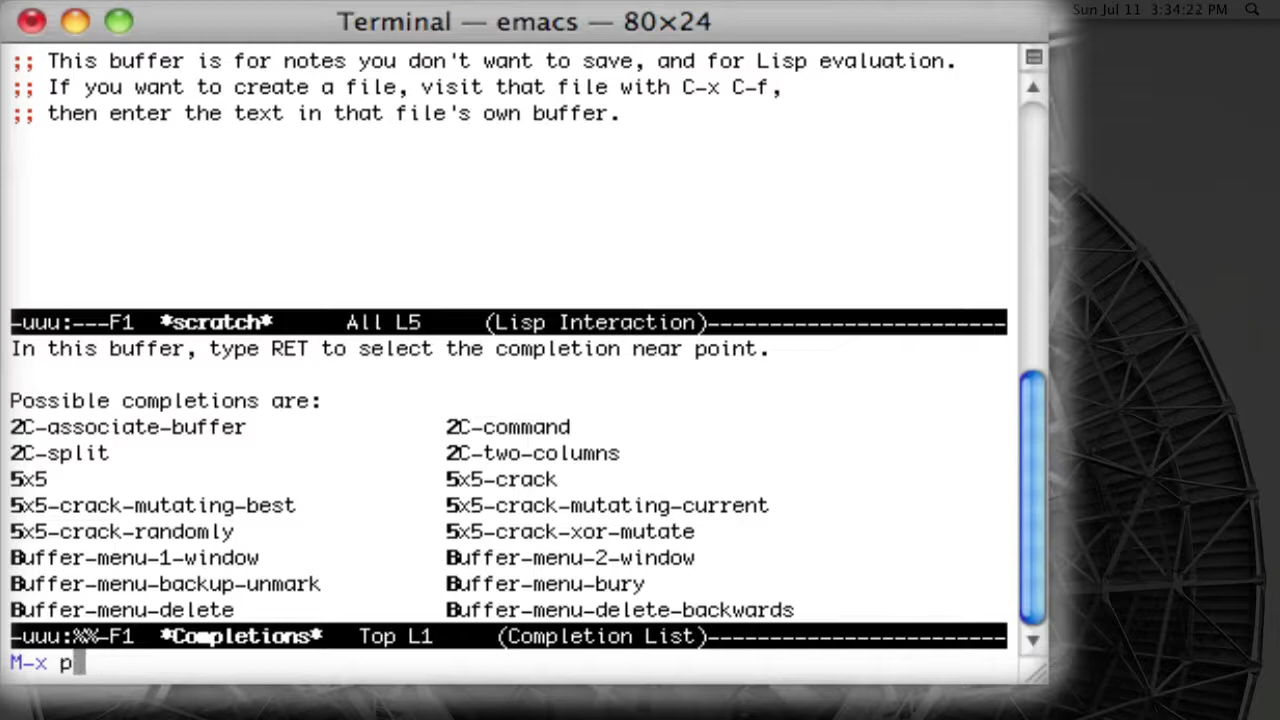 Sun Jul 11 3:34:22 PM
Terminal — emacs — 80×24
;; This buffer is for notes you don't want to save, and for Lisp evaluation.
;; If you want to create a file, visit that file with C-x C-f,
;; then enter the text in that file's own buffer.
-uuu:---F1 *scratch* All L5 (Lisp Interaction)------------------------
In this buffer, type RET to select the completion near point.
Possible completions are:
2C-associate-buffer 2C-command
2C-split 2C-two-columns
5x5 5x5-crack
5x5-crack-mutating-best 5x5-crack-mutating-current
5x5-crack-randomly 5x5-crack-xor-mutate
Buffer-menu-1-window Buffer-menu-2-window
Buffer-menu-backup-unmark Buffer-menu-bury
Buffer-menu-delete Buffer-menu-delete-backwards
-uuu:%%-F1 *Completions* Top L1 (Completion List)------------------------
M-x p